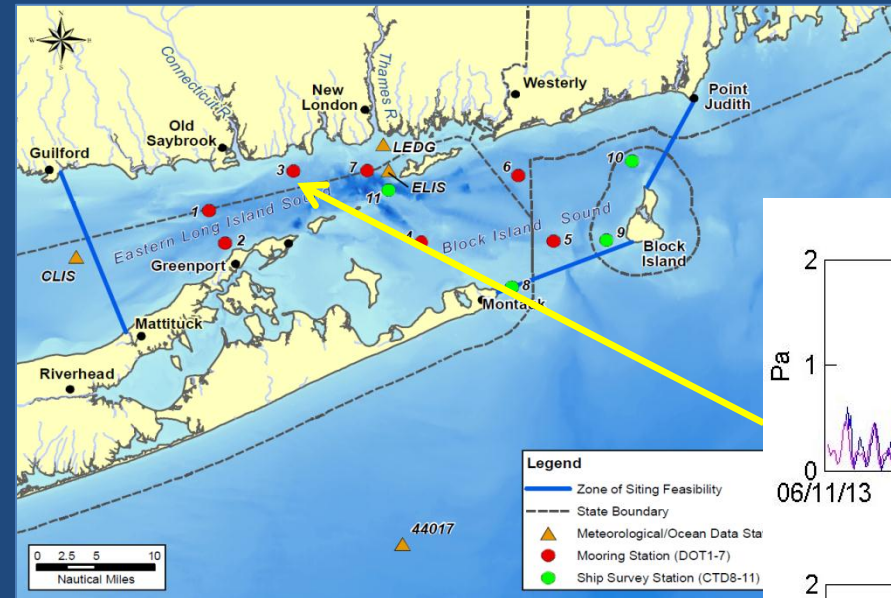 Connecticut R.
Thames R.
New
London
Westerly
Point
Judith
Old
Saybrook
LEDG
Guilford
3
7
ELIS
6
10
11
1
Eastern Long Island Sound
2
4
Block Island Sound
5
9
Greenport
Block
Island
CLIS
8
Montauk
Mattituck
Riverhead
44017
0 2.5 5 10
Nautical Miles
Legend
Zone of Siting Feasibility
State Boundary
Meteorological/Ocean Data Sta
Mooring Station (DOT1-7)
Ship Survey Station (CTD8-11)
2
1
Pa
0
06/11/13
2